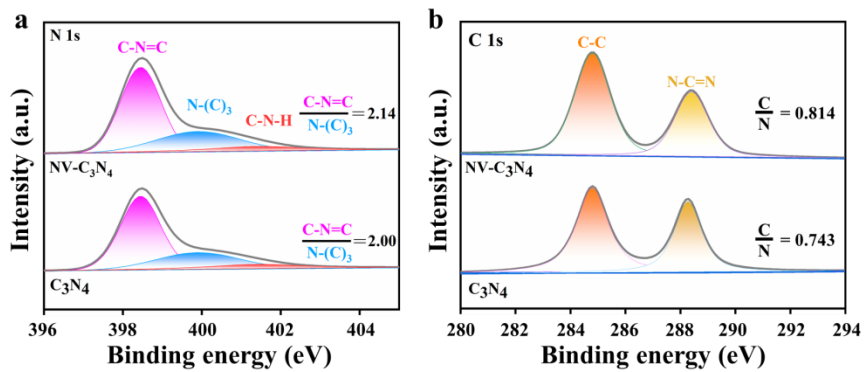 a
N 1s
C-N=C
N-(C)₃
C-N-H
C-N=C
N-(C)₃
=2.14
NV-C₃N₄
C-N=C
N-(C)₃
=2.00
C₃N₄
396 398 400 402 404
Binding energy (eV)
Intensity (a.u.)
b
C 1s
C-C
N-C=N
C
N
= 0.814
NV-C₃N₄
C
N
= 0.743
C₃N₄
280 282 284 286 288 290 292 294
Binding energy (eV)
Intensity (a.u.)